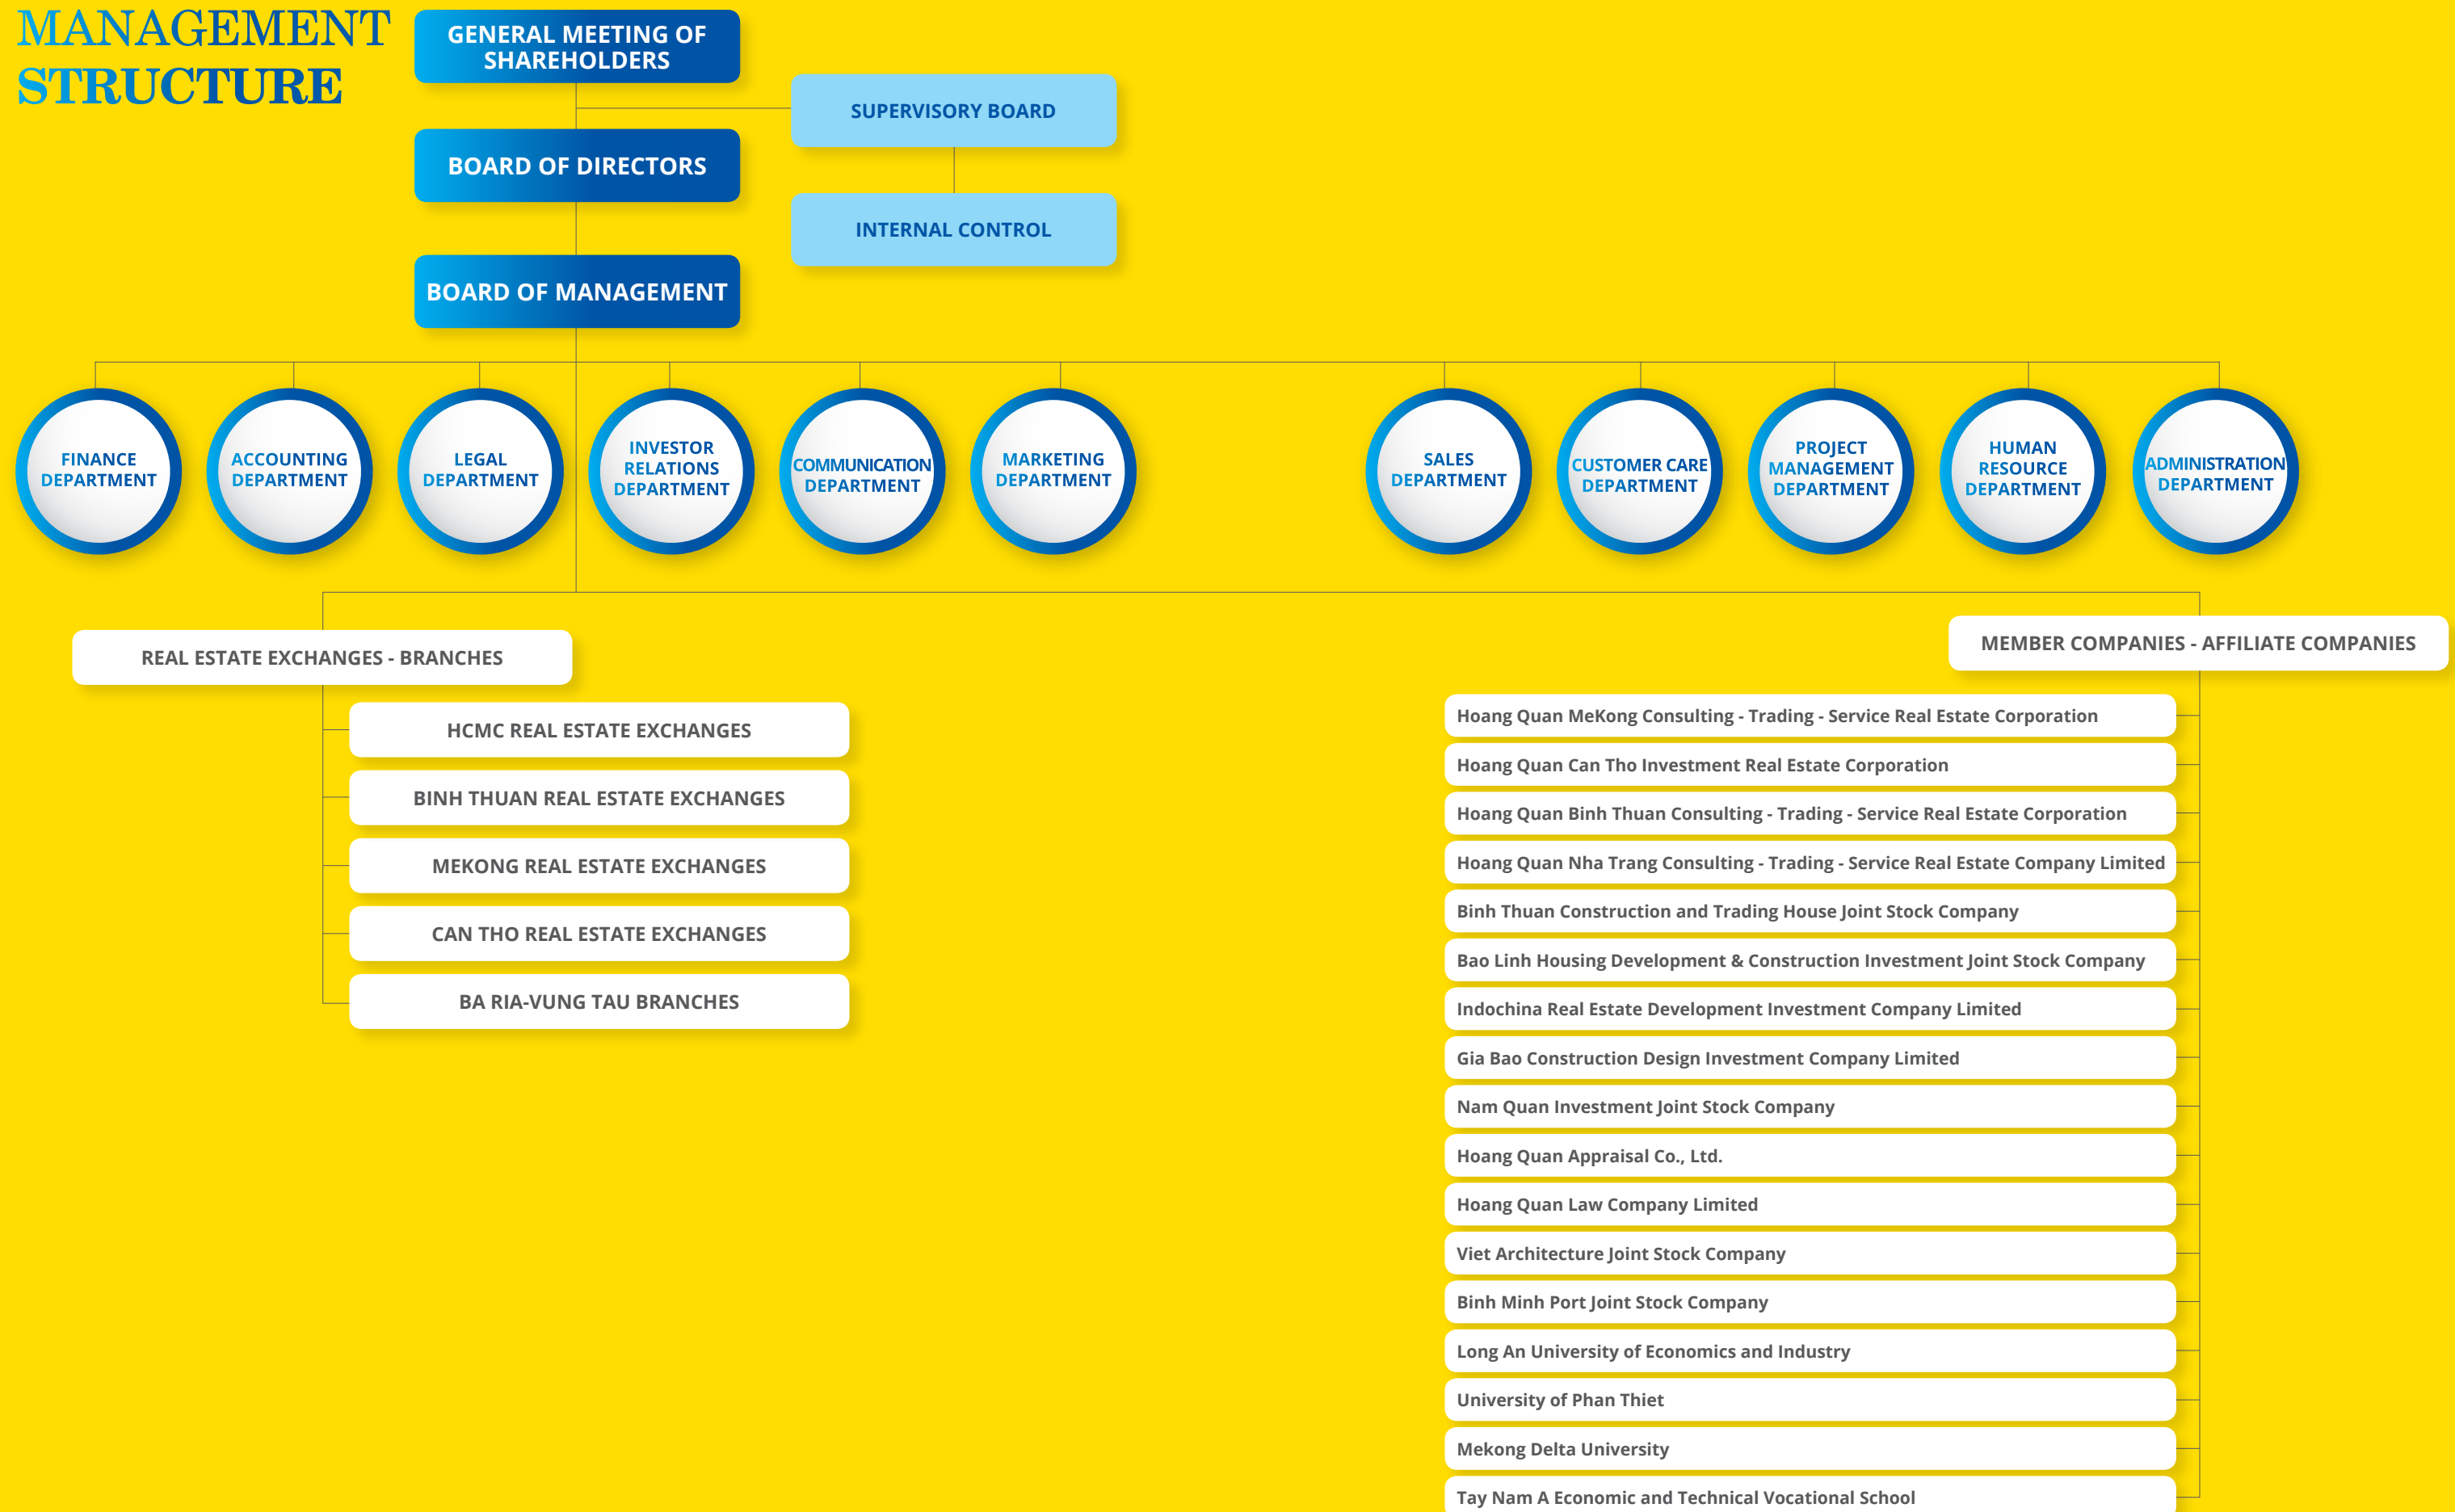 MANAGEMENT
STRUCTURE
GENERAL MEETING OF
SHAREHOLDERS
SUPERVISORY BOARD
BOARD OF DIRECTORS
INTERNAL CONTROL
BOARD OF MANAGEMENT
FINANCE
DEPARTMENT
ACCOUNTING
DEPARTMENT
LEGAL
DEPARTMENT
INVESTOR
RELATIONS
DEPARTMENT
COMMUNICATION
DEPARTMENT
MARKETING
DEPARTMENT
SALES
DEPARTMENT
CUSTOMER CARE
DEPARTMENT
PROJECT
MANAGEMENT
DEPARTMENT
HUMAN
RESOURCE
DEPARTMENT
ADMINISTRATION
DEPARTMENT
REAL ESTATE EXCHANGES - BRANCHES
HCMC REAL ESTATE EXCHANGES
BINH THUAN REAL ESTATE EXCHANGES
MEKONG REAL ESTATE EXCHANGES
CAN THO REAL ESTATE EXCHANGES
BA RIA-VUNG TAU BRANCHES
MEMBER COMPANIES - AFFILIATE COMPANIES
Hoang Quan MeKong Consulting - Trading - Service Real Estate Corporation
Hoang Quan Can Tho Investment Real Estate Corporation
Hoang Quan Binh Thuan Consulting - Trading - Service Real Estate Corporation
Hoang Quan Nha Trang Consulting - Trading - Service Real Estate Company Limited
Binh Thuan Construction and Trading House Joint Stock Company
Bao Linh Housing Development & Construction Investment Joint Stock Company
Indochina Real Estate Development Investment Company Limited
Gia Bao Construction Design Investment Company Limited
Nam Quan Investment Joint Stock Company
Hoang Quan Appraisal Co., Ltd.
Hoang Quan Law Company Limited
Viet Architecture Joint Stock Company
Binh Minh Port Joint Stock Company
Long An University of Economics and Industry
University of Phan Thiet
Mekong Delta University
Tay Nam A Economic and Technical Vocational School